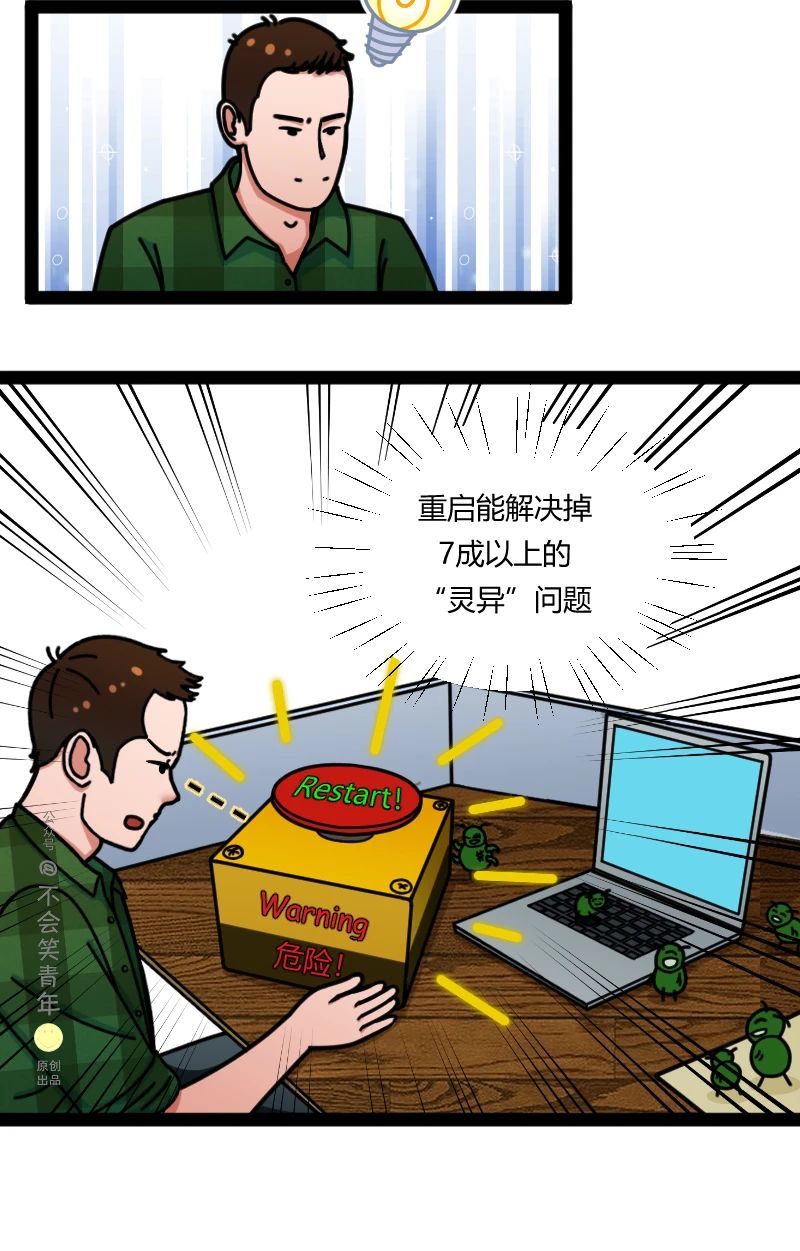 重启能解决掉
7成以上的
“灵异”问题
Restart!
Warning
危险!
公众号
@不会笑青年
原创
出品